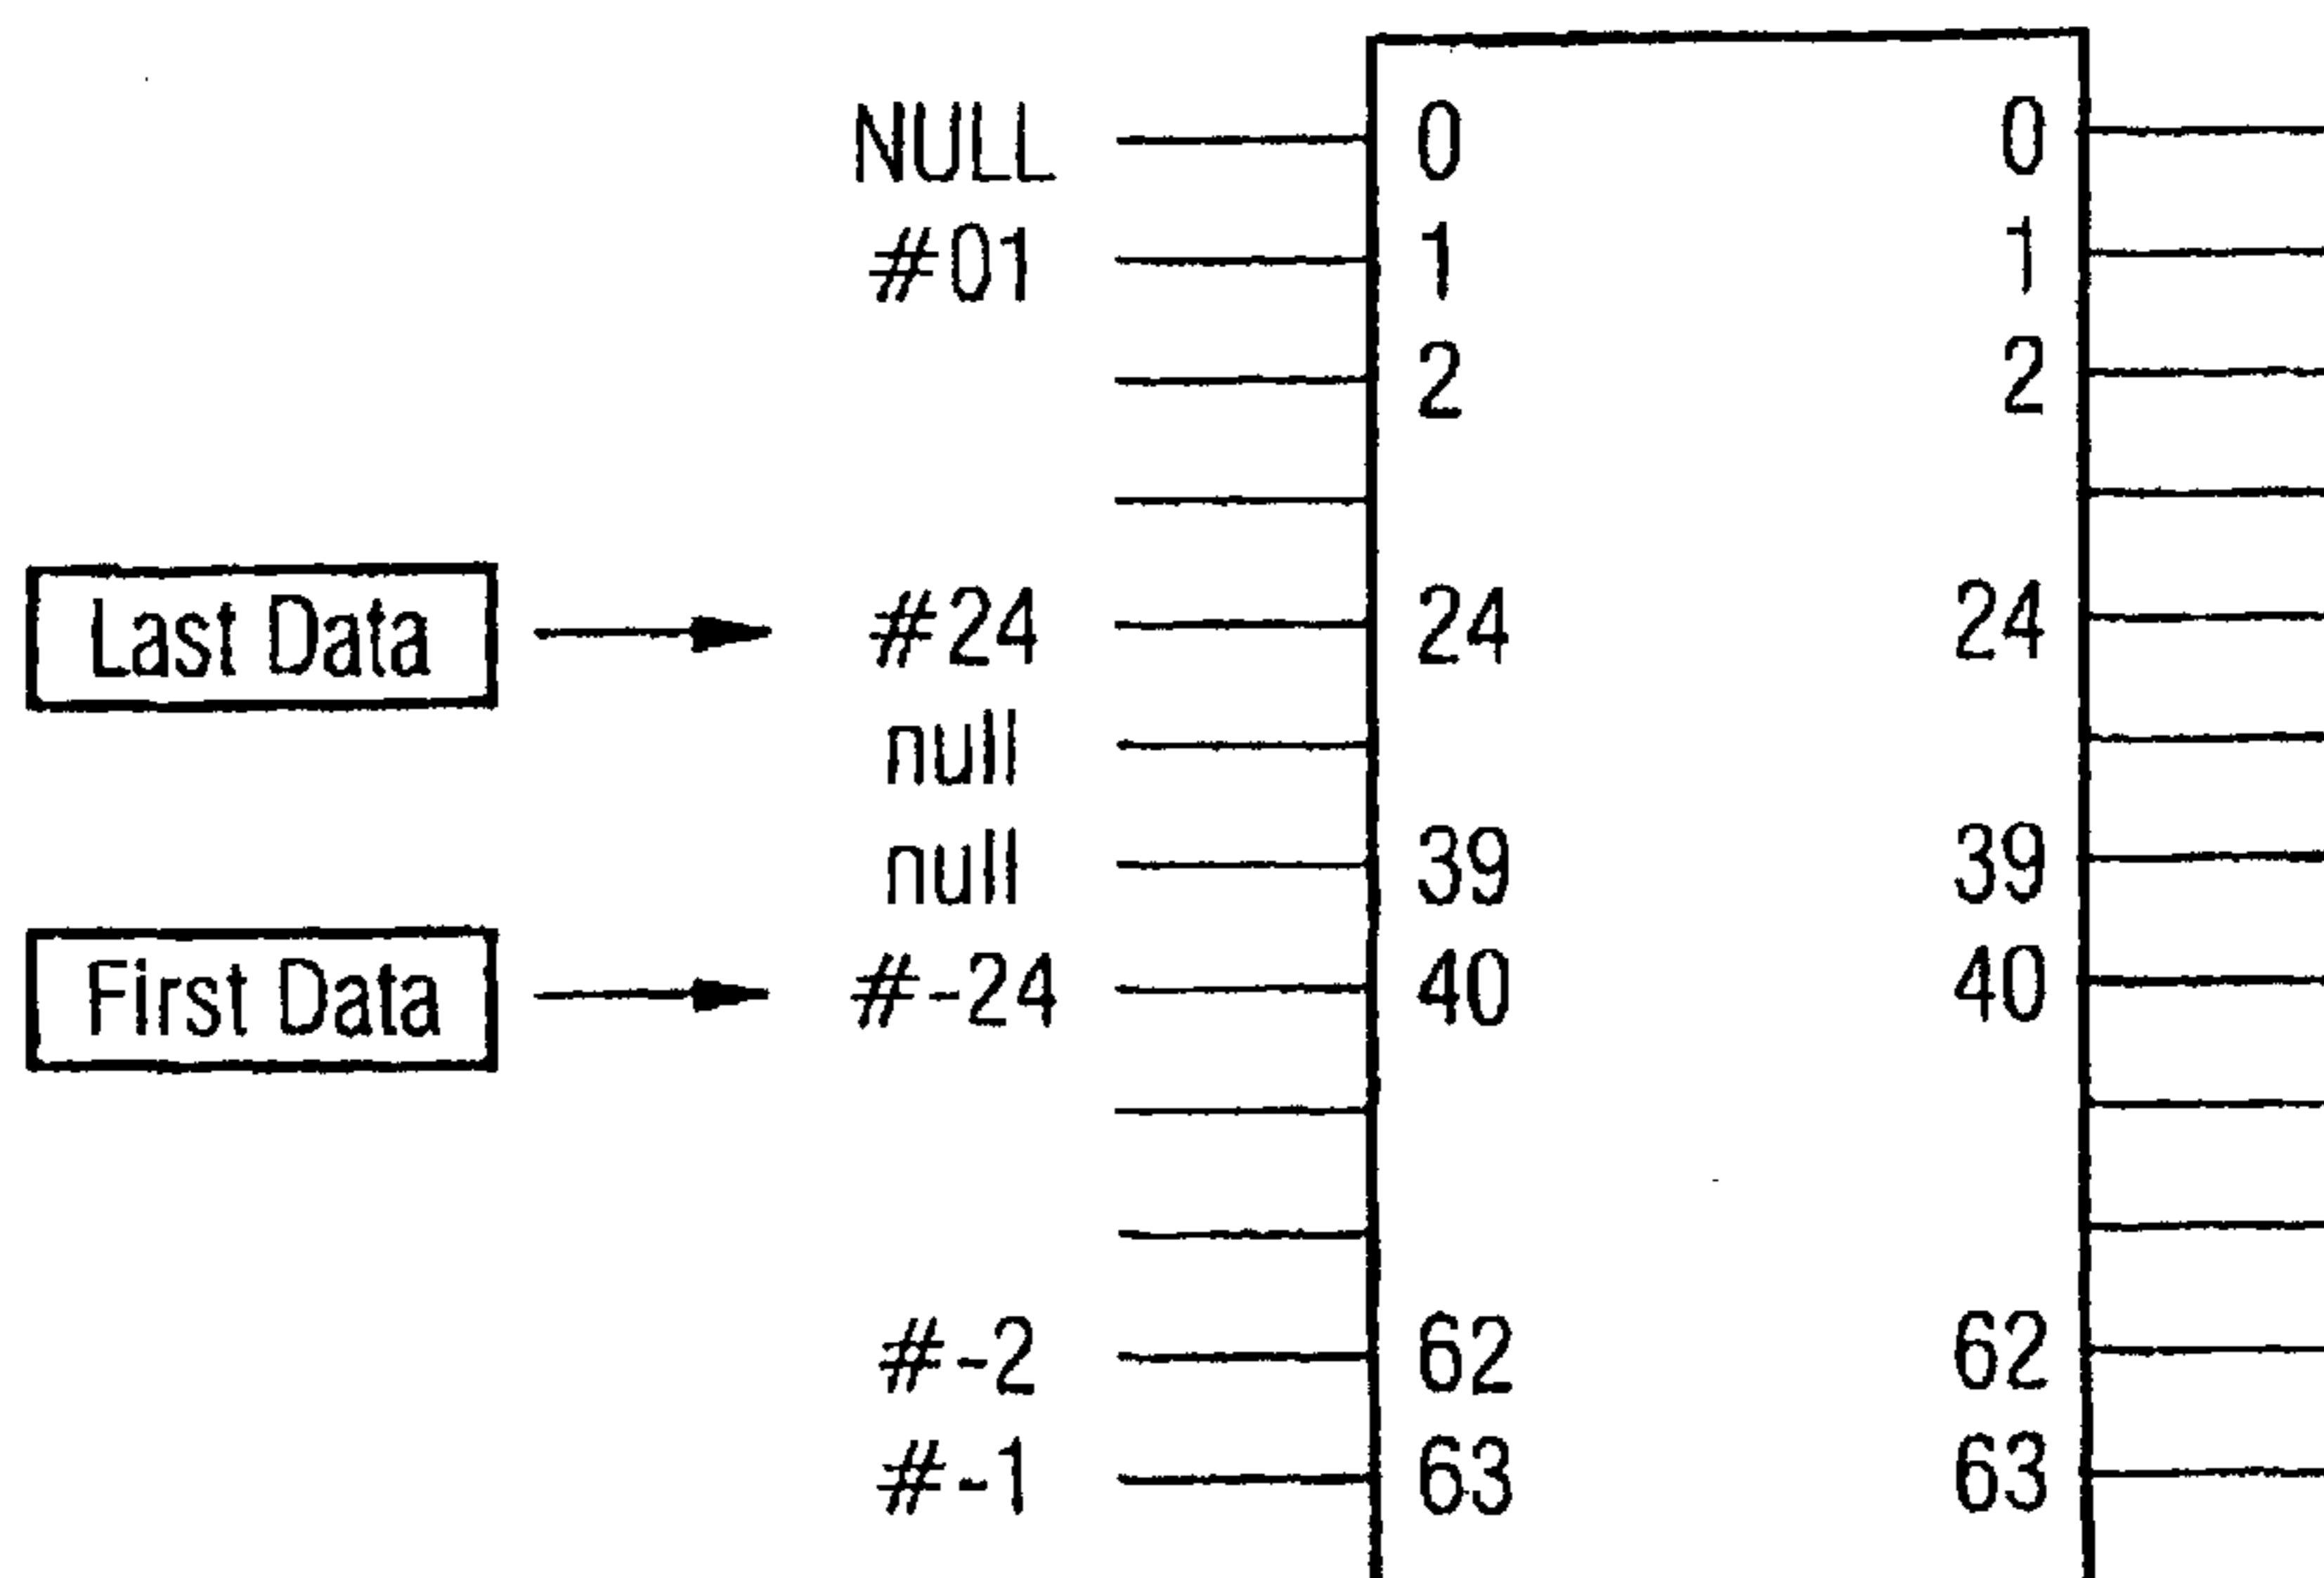 NULL 0 0
#01 1 1
2 2
Last Data #24 24 24
null
null 39 39
First Data #-24 40 40
#-2 62 62
#-1 63 63